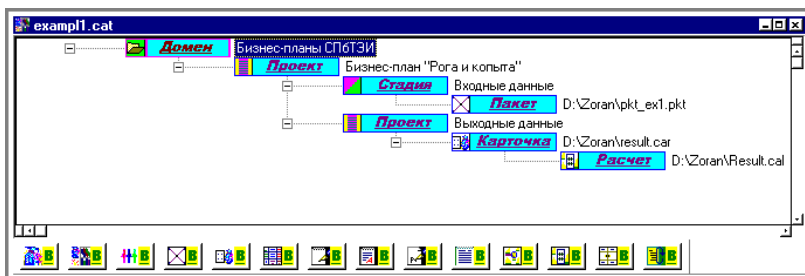 exampl1.cat
Домен Бизнес-планы СПбТЭИ
Проект Бизнес-план "Рога и копыта"
Стадия Входные данные
Пакет D:\Zoran\pkt_ex1.pkt
Проект Выходные данные
Карточка D:\Zoran\result.car
Расчет D:\Zoran\Result.cal
B B B B B B B B B B B B B B